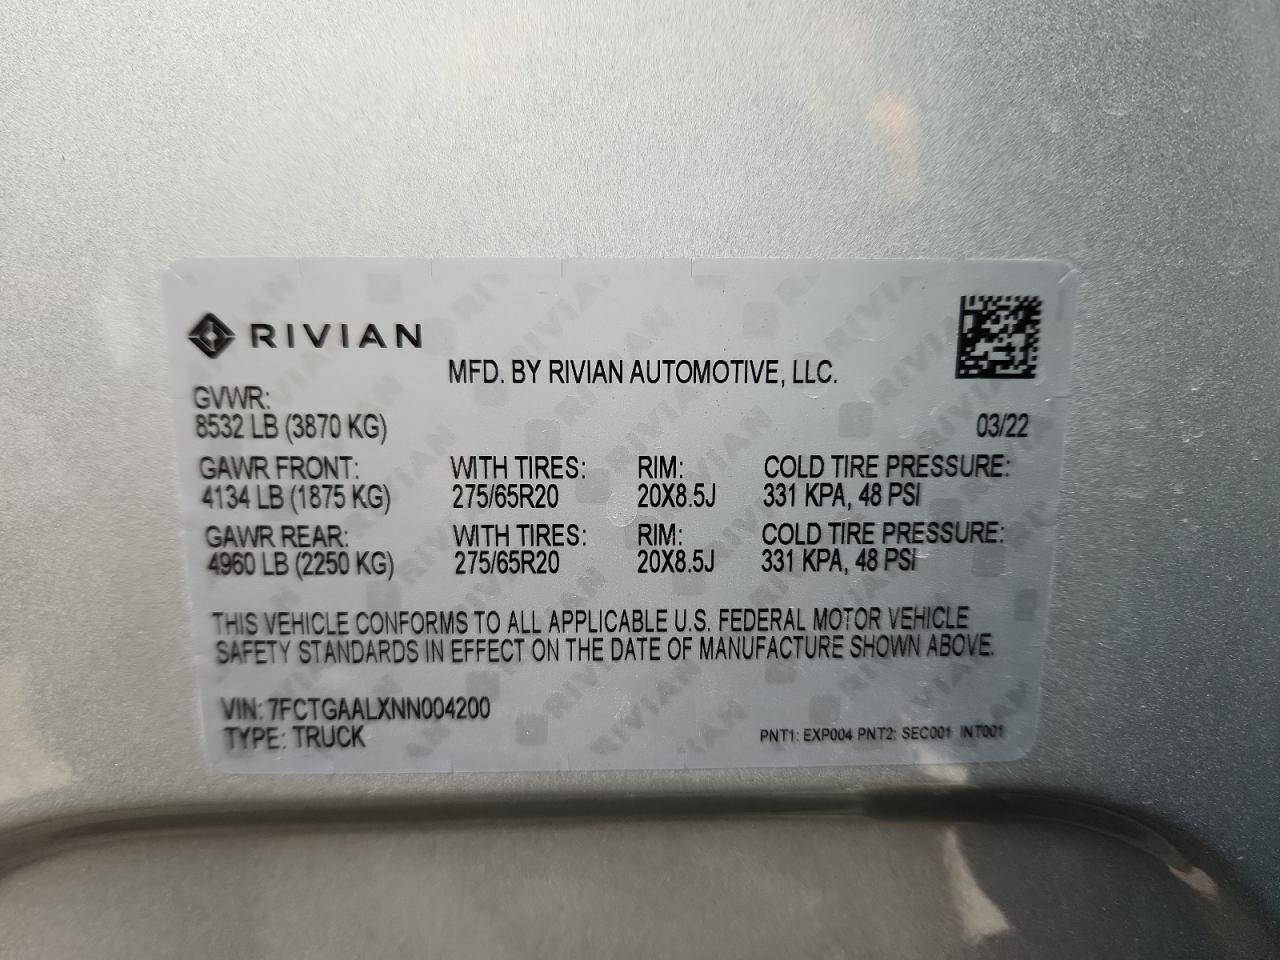 RIVIAN
MFD. BY RIVIAN AUTOMOTIVE, LLC.
GVWR:
8532 LB (3870 KG)
03/22
GAWR FRONT: WITH TIRES: RIM: COLD TIRE PRESSURE:
4134 LB (1875 KG) 275/65R20 20X8.5J 331 KPA, 48 PSI
GAWR REAR: WITH TIRES: RIM: COLD TIRE PRESSURE:
4960 LB (2250 KG) 275/65R20 20X8.5J 331 KPA, 48 PSI
THIS VEHICLE CONFORMS TO ALL APPLICABLE U.S. FEDERAL MOTOR VEHICLE
SAFETY STANDARDS IN EFFECT ON THE DATE OF MANUFACTURE SHOWN ABOVE.
VIN: 7FCTGAALXNN004200
TYPE: TRUCK
PNT1: EXP004 PNT2: SEC001 INT001